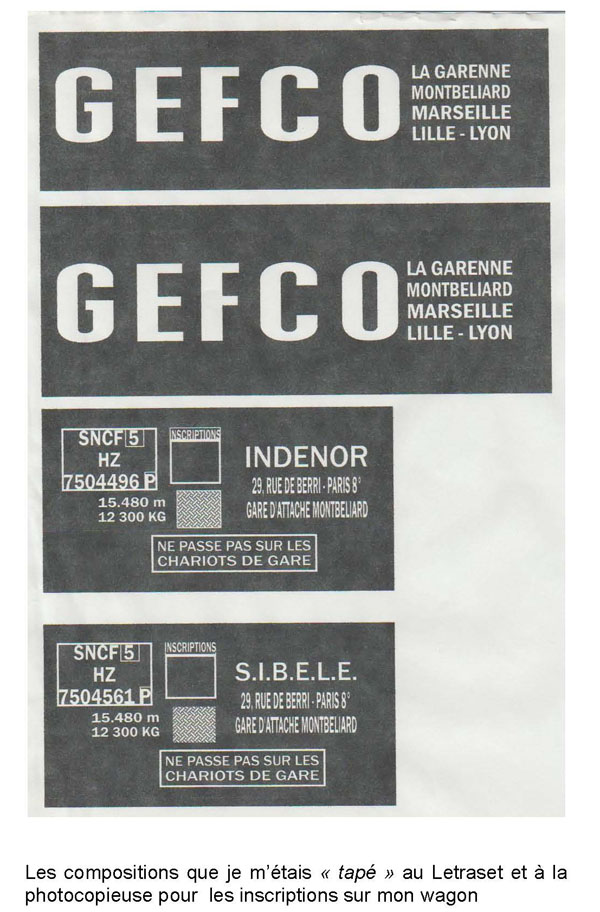 GEFCO
LA GARENNE
MONTBELIARD
MARSEILLE
LILLE - LYON
GEFCO
LA GARENNE
MONTBELIARD
MARSEILLE
LILLE - LYON
SNCF 5
HZ
7504496 P
15.480 m
12 300 KG
INSCRIPTIONS
INDENOR
29, RUE DE BERRI - PARIS 8°
GARE D'ATTACHE MONTBELIARD
NE PASSE PAS SUR LES
CHARIOTS DE GARE
SNCF 5
HZ
7504561 P
15.480 m
12 300 KG
INSCRIPTIONS
S.I.B.E.L.E.
29, RUE DE BERRI - PARIS 8°
GARE D'ATTACHE MONTBELIARD
NE PASSE PAS SUR LES
CHARIOTS DE GARE
Les compositions que je m'étais « tapé » au Letraset et à la
photocopieuse pour les inscriptions sur mon wagon